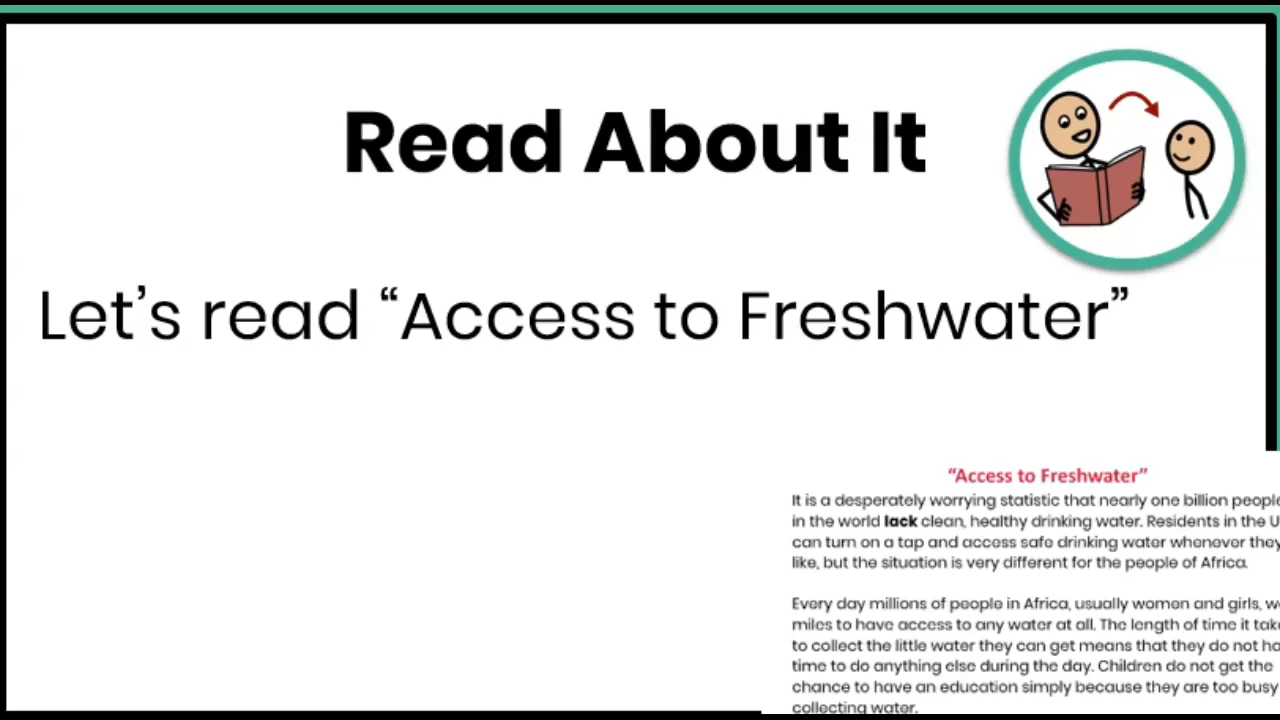 Read About It
Let’s read “Access to Freshwater”
“Access to Freshwater”
It is a desperately worrying statistic that nearly one billion people
in the world lack clean, healthy drinking water. Residents in the
can turn on a tap and access safe drinking water whenever they
like, but the situation is very different for the people of Africa.
Every day millions of people in Africa, usually women and girls,
miles to have access to any water at all. The length of time it
to collect the little water they can get means that they do not
time to do anything else during the day. Children do not get the
chance to have an education simply because they are too busy
collecting water.